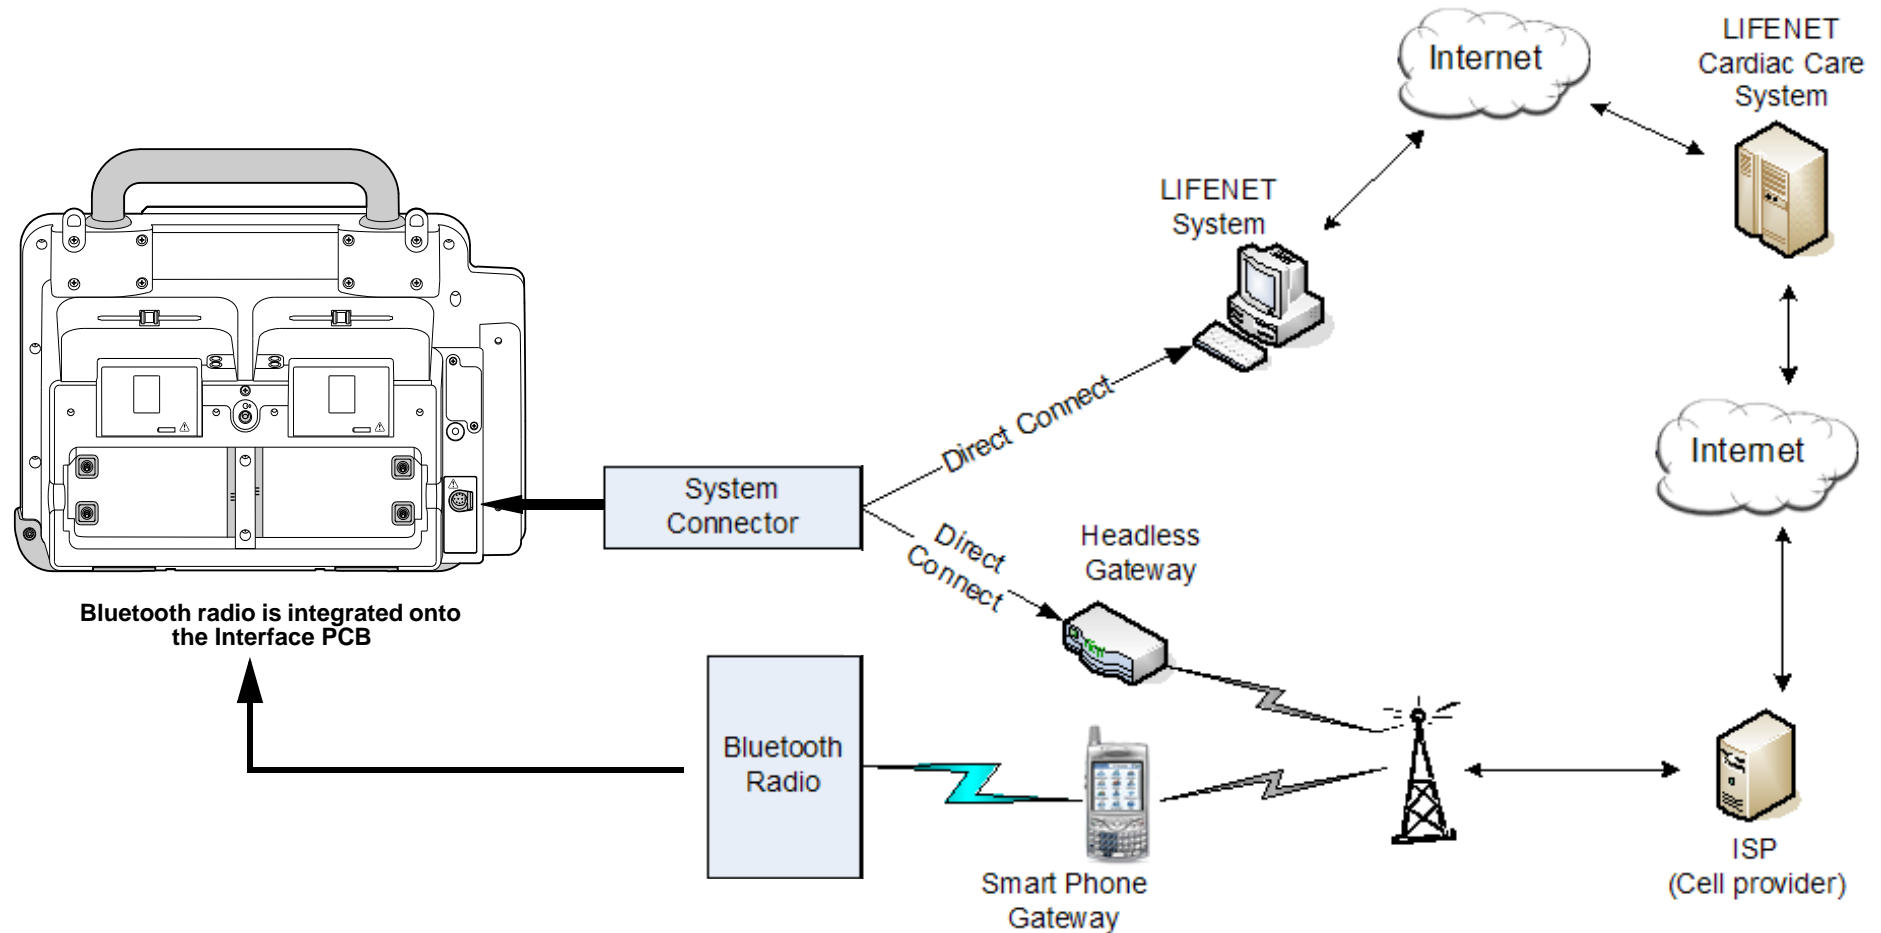 Internet
LIFENET
Cardiac Care
System
LIFENET
System
Direct Connect
System
Connector
Direct
Connect
Headless
Gateway
Internet
Bluetooth radio is integrated onto
the Interface PCB
Bluetooth
Radio
Smart Phone
Gateway
ISP
(Cell provider)